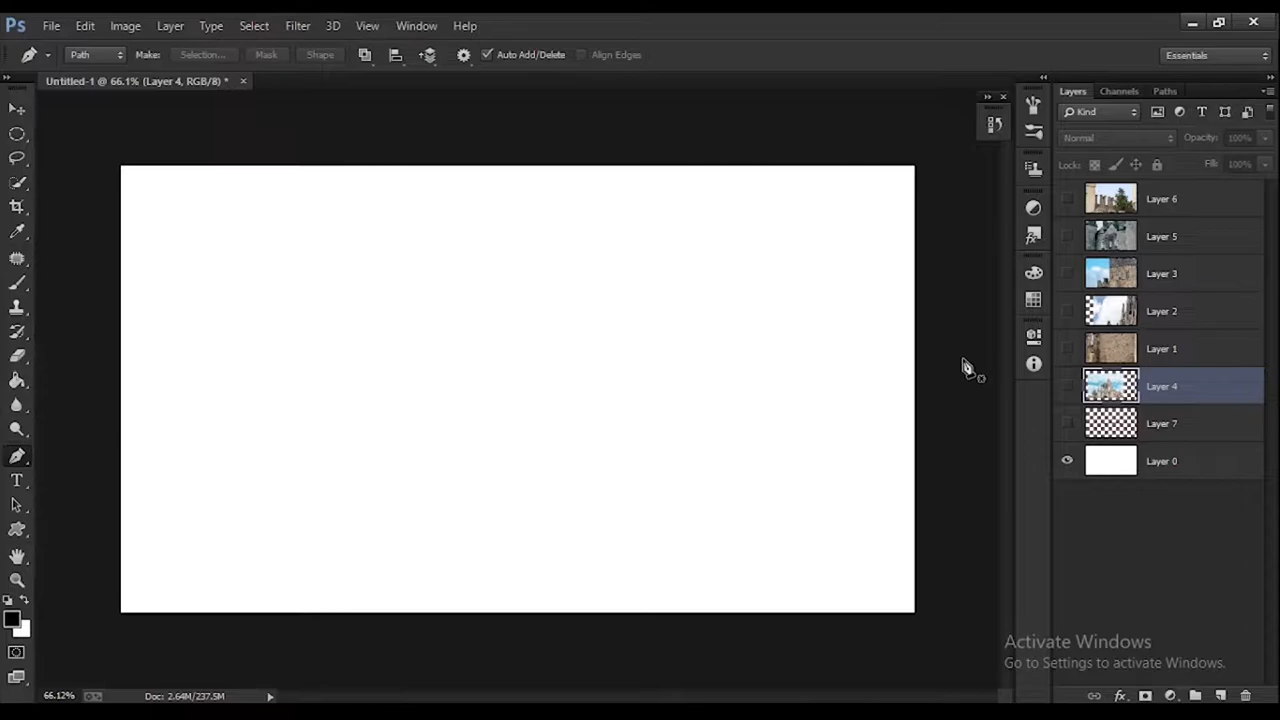 Ps File Edit Image Layer Type Select Filter 3D View Window Help
Path Make: Selection... Mask Shape Auto Add/Delete Align Edges Essentials
Untitled-1 @ 66.1% (Layer 4, RGB/8) * ×
Layers Channels Paths
Kind
Normal Opacity: 100%
Lock: Fill: 100%
Layer 6
Layer 5
Layer 3
Layer 2
Layer 1
Layer 4
Layer 7
Layer 0
Activate Windows
Go to Settings to activate Windows.
66.12% Doc: 2.64M/237.5M